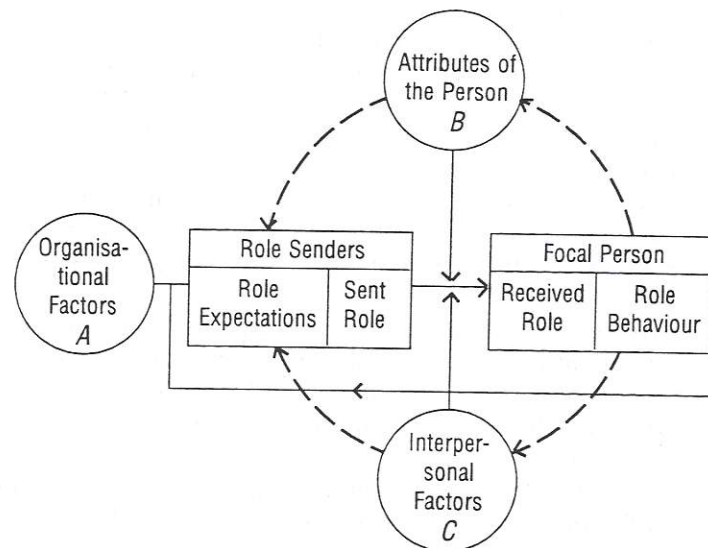 Attributes of
the Person
B
Organisa-
tional
Factors
A
Role Senders
Role
Expectations
Sent
Role
Focal Person
Received
Role
Role
Behaviour
Interper-
sonal
Factors
C